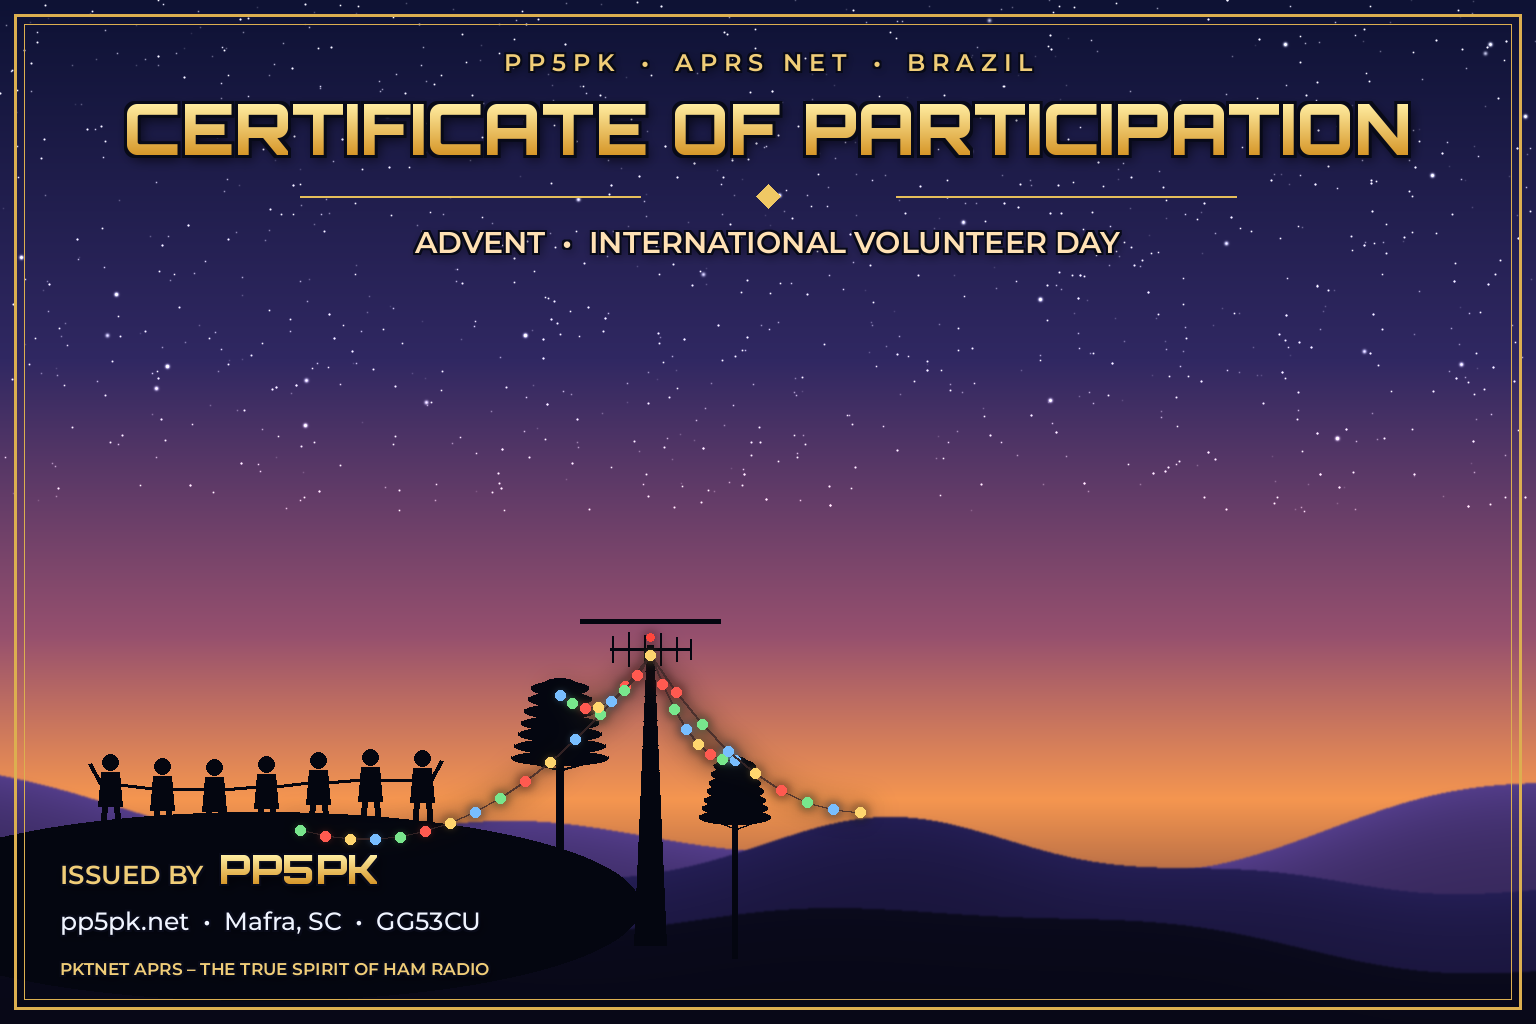 PP5PK • APRS NET • BRAZIL
CERTIFICATE OF PARTICIPATION
ADVENT • INTERNATIONAL VOLUNTEER DAY
ISSUED BY PP5PK
pp5pk.net • Mafra, SC • GG53CU
PKTNET APRS – THE TRUE SPIRIT OF HAM RADIO